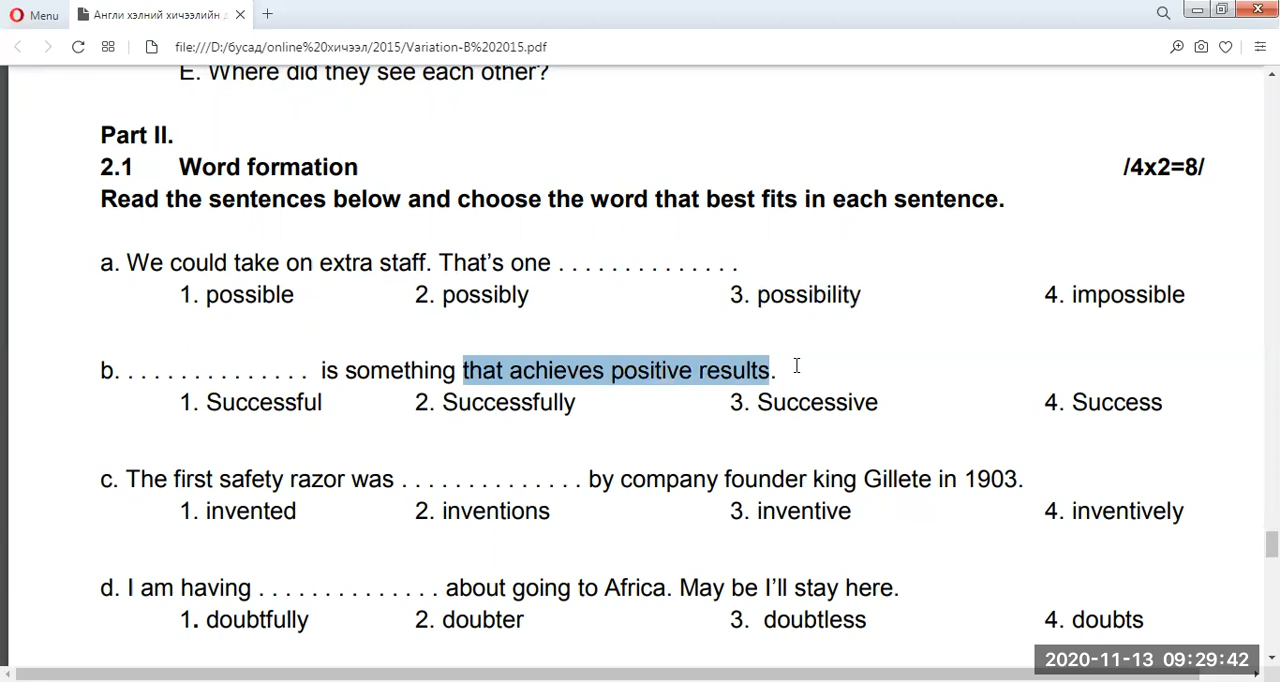 Menu
Англи хэлний хичээлийн
file:///D:/бусад/online%20хичээл/2015/Variation-B%202015.pdf
E. Where did they see each other?
Part II.
2.1 Word formation /4x2=8/
Read the sentences below and choose the word that best fits in each sentence.
a. We could take on extra staff. That’s one . . . . . . . . . . . . . .
1. possible 2. possibly 3. possibility 4. impossible
b. . . . . . . . . . . . . . . is something that achieves positive results.
1. Successful 2. Successfully 3. Successive 4. Success
c. The first safety razor was . . . . . . . . . . . . . . by company founder king Gillete in 1903.
1. invented 2. inventions 3. inventive 4. inventively
d. I am having . . . . . . . . . . . . . . about going to Africa. May be I’ll stay here.
1. doubtfully 2. doubter 3. doubtless 4. doubts
2020-11-13 09:29:42